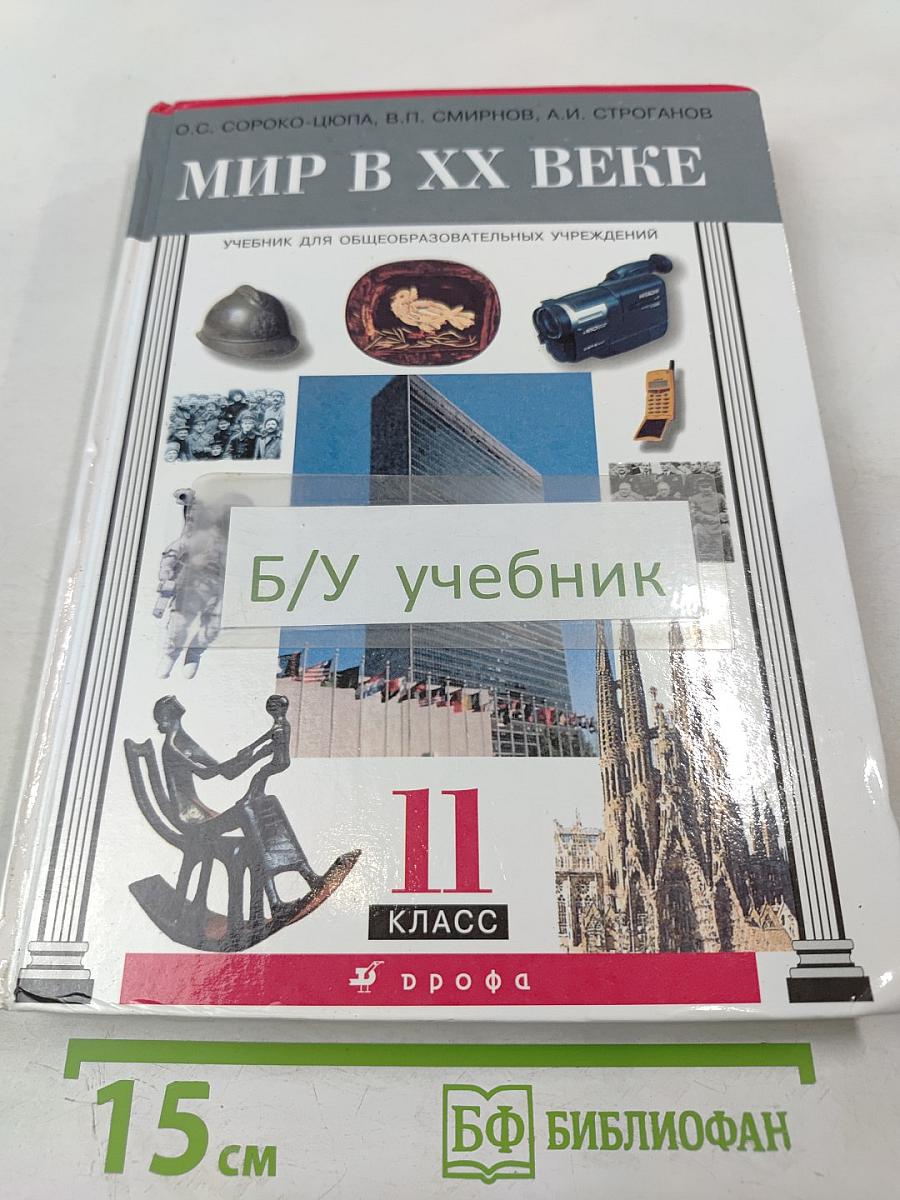 О.С. СОРОКО-ЦЮПА, В.П. СМИРНОВ, А.И. СТРОГАНОВ
МИР В XX ВЕКЕ
УЧЕБНИК ДЛЯ ОБЩЕОБРАЗОВАТЕЛЬНЫХ УЧРЕЖДЕНИЙ
Б/У учебник
11
КЛАСС
дрофа
15 см
БФ БИБЛИОФАН